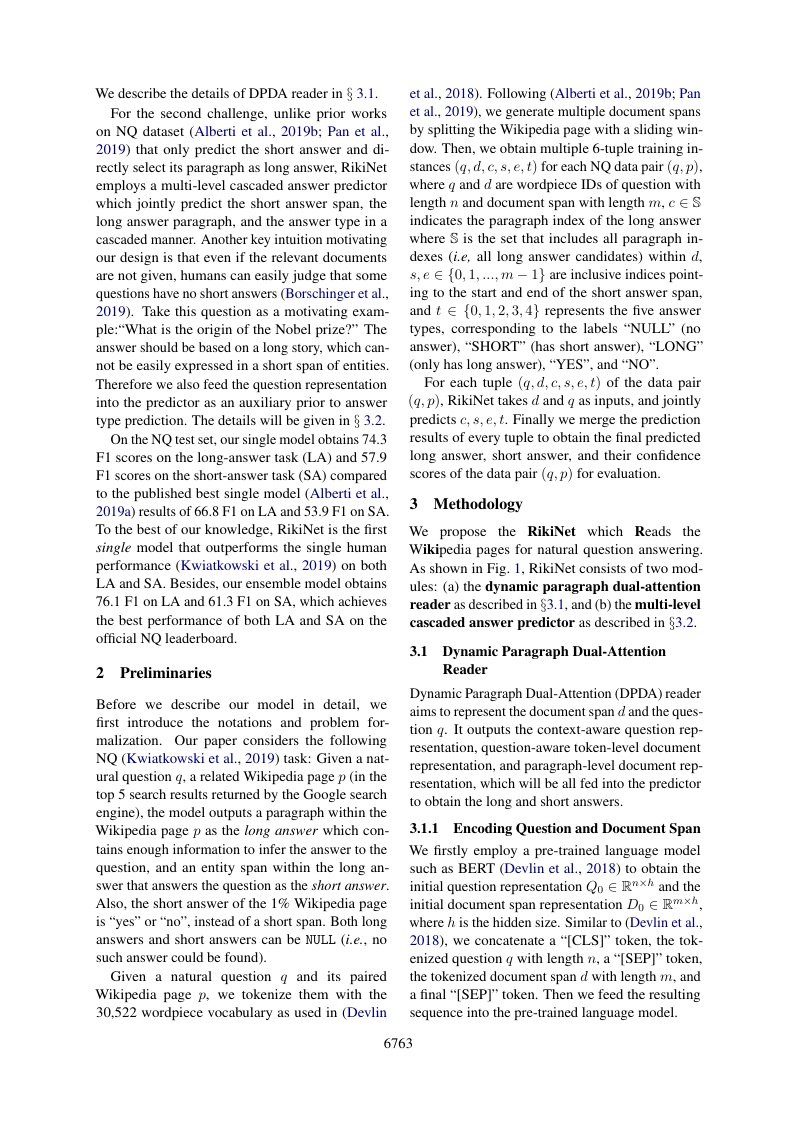 We describe the details of DPDA reader in § 3.1.
For the second challenge, unlike prior works
on NQ dataset (Alberti et al., 2019b; Pan et al.,
2019) that only predict the short answer and di-
rectly select its paragraph as long answer, RikiNet
employs a multi-level cascaded answer predictor
which jointly predict the short answer span, the
long answer paragraph, and the answer type in a
cascaded manner. Another key intuition motivating
our design is that even if the relevant documents
are not given, humans can easily judge that some
questions have no short answers (Borschinger et al.,
2019). Take this question as a motivating exam-
ple:“What is the origin of the Nobel prize?” The
answer should be based on a long story, which can-
not be easily expressed in a short span of entities.
Therefore we also feed the question representation
into the predictor as an auxiliary prior to answer
type prediction. The details will be given in § 3.2.
On the NQ test set, our single model obtains 74.3
F1 scores on the long-answer task (LA) and 57.9
F1 scores on the short-answer task (SA) compared
to the published best single model (Alberti et al.,
2019a) results of 66.8 F1 on LA and 53.9 F1 on SA.
To the best of our knowledge, RikiNet is the first
single model that outperforms the single human
performance (Kwiatkowski et al., 2019) on both
LA and SA. Besides, our ensemble model obtains
76.1 F1 on LA and 61.3 F1 on SA, which achieves
the best performance of both LA and SA on the
official NQ leaderboard.
2 Preliminaries
Before we describe our model in detail, we
first introduce the notations and problem for-
malization. Our paper considers the following
NQ (Kwiatkowski et al., 2019) task: Given a nat-
ural question q, a related Wikipedia page p (in the
top 5 search results returned by the Google search
engine), the model outputs a paragraph within the
Wikipedia page p as the long answer which con-
tains enough information to infer the answer to the
question, and an entity span within the long an-
swer that answers the question as the short answer.
Also, the short answer of the 1% Wikipedia page
is “yes” or “no”, instead of a short span. Both long
answers and short answers can be NULL (i.e., no
such answer could be found).
Given a natural question q and its paired
Wikipedia page p, we tokenize them with the
30,522 wordpiece vocabulary as used in (Devlin
et al., 2018). Following (Alberti et al., 2019b; Pan
et al., 2019), we generate multiple document spans
by splitting the Wikipedia page with a sliding win-
dow. Then, we obtain multiple 6-tuple training in-
stances (q, d, c, s, e, t) for each NQ data pair (q, p),
where q and d are wordpiece IDs of question with
length n and document span with length m, c ∈ 𝕊
indicates the paragraph index of the long answer
where 𝕊 is the set that includes all paragraph in-
dexes (i.e, all long answer candidates) within d,
s, e ∈ {0, 1, ..., m − 1} are inclusive indices point-
ing to the start and end of the short answer span,
and t ∈ {0, 1, 2, 3, 4} represents the five answer
types, corresponding to the labels “NULL” (no
answer), “SHORT” (has short answer), “LONG”
(only has long answer), “YES”, and “NO”.
For each tuple (q, d, c, s, e, t) of the data pair
(q, p), RikiNet takes d and q as inputs, and jointly
predicts c, s, e, t. Finally we merge the prediction
results of every tuple to obtain the final predicted
long answer, short answer, and their confidence
scores of the data pair (q, p) for evaluation.
3 Methodology
We propose the RikiNet which Reads the
Wikipedia pages for natural question answering.
As shown in Fig. 1, RikiNet consists of two mod-
ules: (a) the dynamic paragraph dual-attention
reader as described in §3.1, and (b) the multi-level
cascaded answer predictor as described in §3.2.
3.1 Dynamic Paragraph Dual-Attention
Reader
Dynamic Paragraph Dual-Attention (DPDA) reader
aims to represent the document span d and the ques-
tion q. It outputs the context-aware question rep-
resentation, question-aware token-level document
representation, and paragraph-level document rep-
resentation, which will be all fed into the predictor
to obtain the long and short answers.
3.1.1 Encoding Question and Document Span
We firstly employ a pre-trained language model
such as BERT (Devlin et al., 2018) to obtain the
initial question representation Q₀ ∈ ℝⁿˣʰ and the
initial document span representation D₀ ∈ ℝᵐˣʰ,
where h is the hidden size. Similar to (Devlin et al.,
2018), we concatenate a “[CLS]” token, the tok-
enized question q with length n, a “[SEP]” token,
the tokenized document span d with length m, and
a final “[SEP]” token. Then we feed the resulting
sequence into the pre-trained language model.
6763